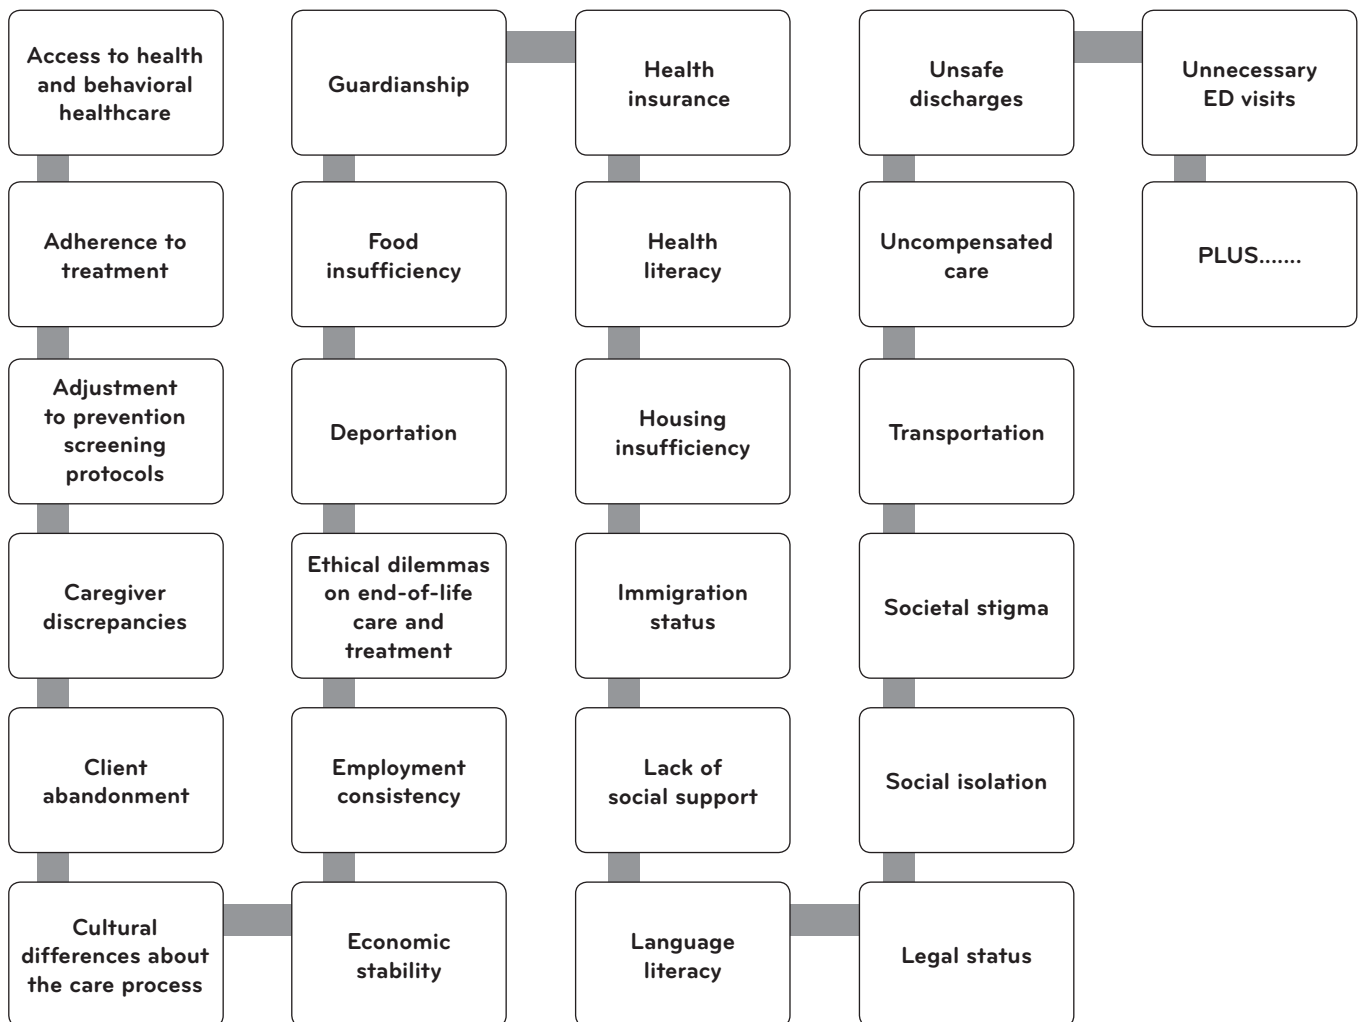 Access to health
and behavioral
healthcare
Adherence to
treatment
Adjustment
to prevention
screening
protocols
Caregiver
discrepancies
Client
abandonment
Cultural
differences about
the care process
Economic
stability
Employment
consistency
Ethical dilemmas
on end-of-life
care and
treatment
Deportation
Food
insufficiency
Guardianship
Health
insurance
Health
literacy
Housing
insufficiency
Immigration
status
Lack of
social support
Language
literacy
Legal status
Social isolation
Societal stigma
Transportation
Uncompensated
care
Unsafe
discharges
Unnecessary
ED visits
PLUS.......